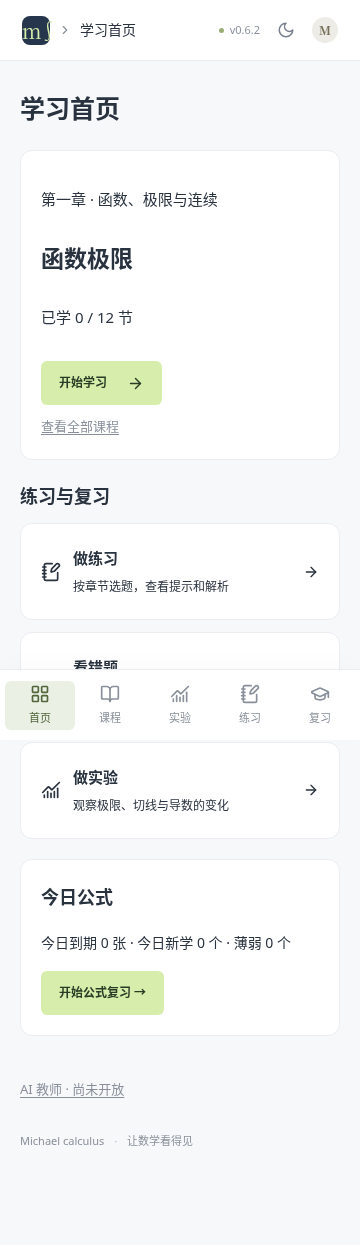 m∫
学习首页
v0.6.2
M
学习首页
第一章 · 函数、极限与连续
函数极限
已学 0 / 12 节
开始学习
查看全部课程
练习与复习
做练习
按章节选题，查看提示和解析
看错题
首页
课程
实验
练习
复习
做实验
观察极限、切线与导数的变化
今日公式
今日到期 0 张 · 今日新学 0 个 · 薄弱 0 个
开始公式复习 →
AI 教师 · 尚未开放
Michael calculus · 让数学看得见